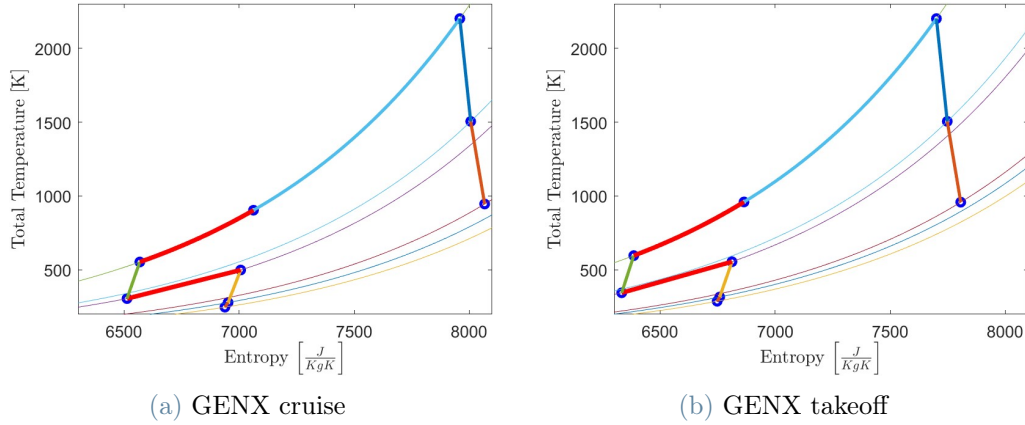 Total Temperature [K]
2000
1500
1000
500
6500 7000 7500 8000
Entropy [J/KgK]
(a) GENX cruise
Total Temperature [K]
2000
1500
1000
500
6500 7000 7500 8000
Entropy [J/KgK]
(b) GENX takeoff